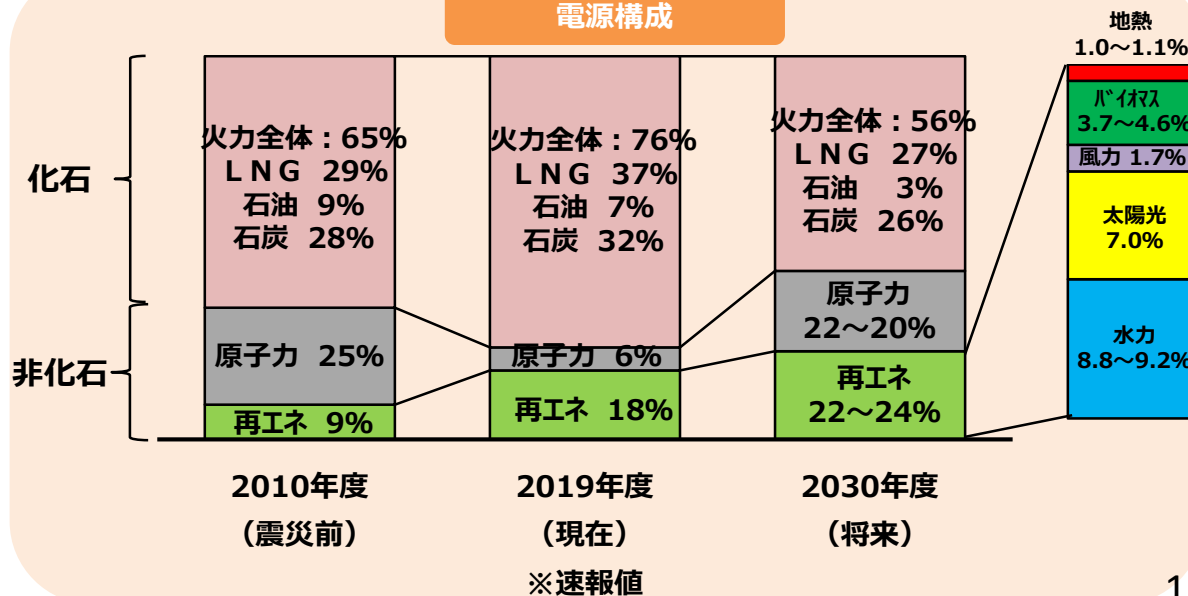 電源構成
化石
非化石
火力全体：65%
ＬＮＧ 29%
石油 9%
石炭 28%
原子力 25%
再エネ 9%
2010年度
（震災前）
火力全体：76%
ＬＮＧ 37%
石油 7%
石炭 32%
原子力 6%
再エネ 18%
2019年度
（現在）
※速報値
火力全体：56%
ＬＮＧ 27%
石油 3%
石炭 26%
原子力
22～20%
再エネ
22～24%
2030年度
（将来）
地熱
1.0～1.1%
ﾊﾞｲｵﾏｽ
3.7～4.6%
風力 1.7%
太陽光
7.0%
水力
8.8～9.2%
1